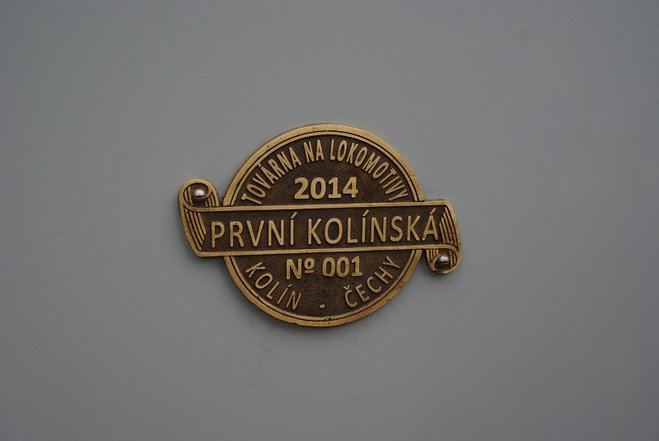 TOVÁRNA NA LOKOMOTIVY
2014
PRVNÍ KOLÍNSKÁ
Nº 001
KOLÍN - ČECHY